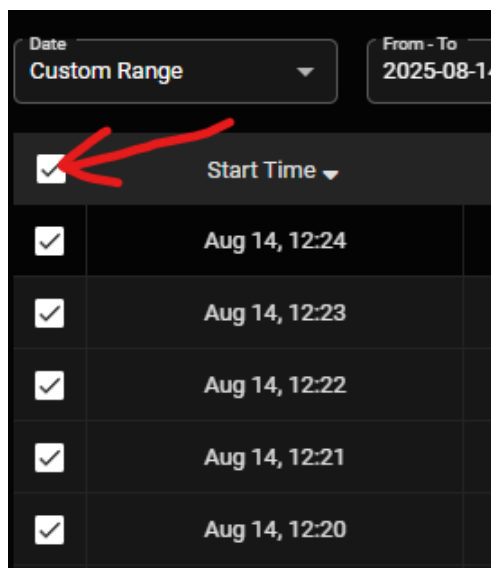 Date
Custom Range
From - To
2025-08-14
Start Time
Aug 14, 12:24
Aug 14, 12:23
Aug 14, 12:22
Aug 14, 12:21
Aug 14, 12:20